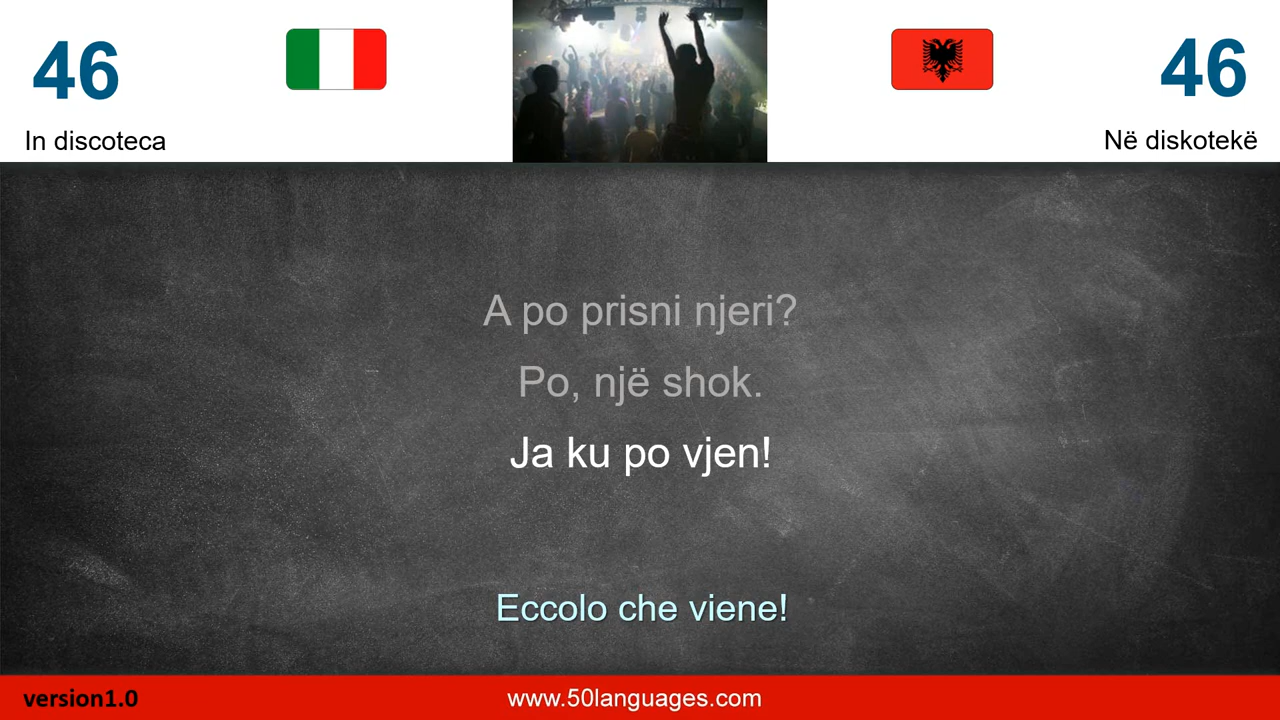 46
In discoteca
46
Në diskotekë
A po prisni njeri?
Po, një shok.
Ja ku po vjen!
Eccolo che viene!
version1.0
www.50languages.com